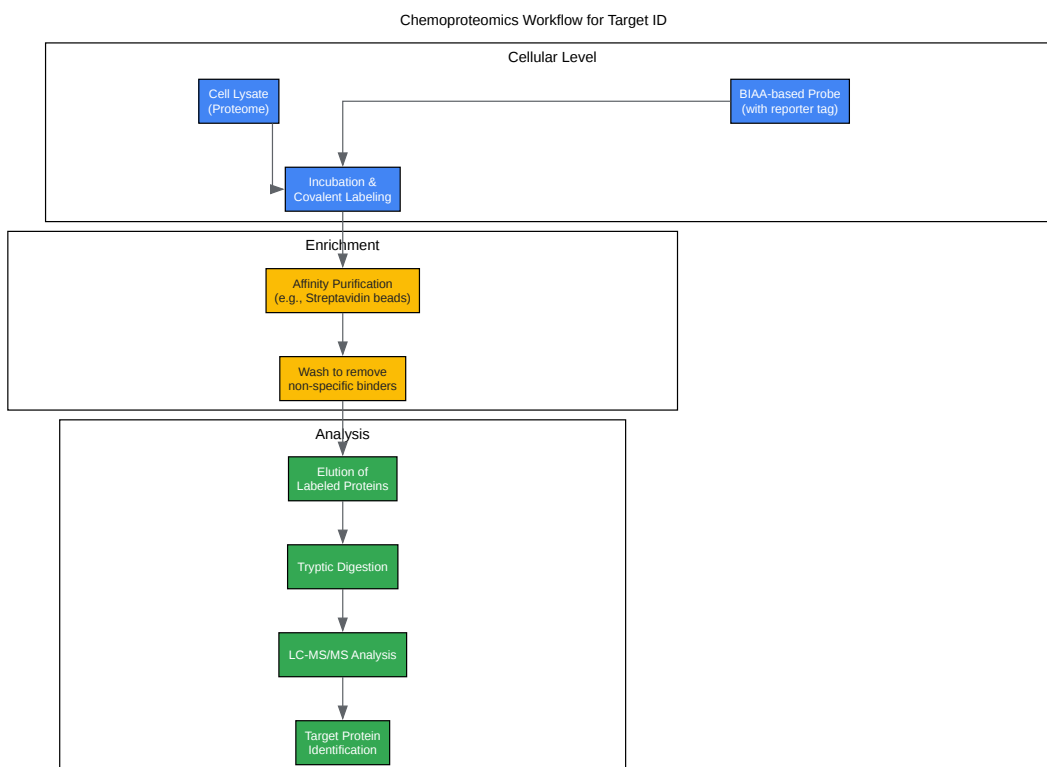 Chemoproteomics Workflow for Target ID
Cellular Level
Cell Lysate
(Proteome)
BIAA-based Probe
(with reporter tag)
Incubation &
Covalent Labeling
Enrichment
Affinity Purification
(e.g., Streptavidin beads)
Wash to remove
non-specific binders
Analysis
Elution of
Labeled Proteins
Tryptic Digestion
LC-MS/MS Analysis
Target Protein
Identification